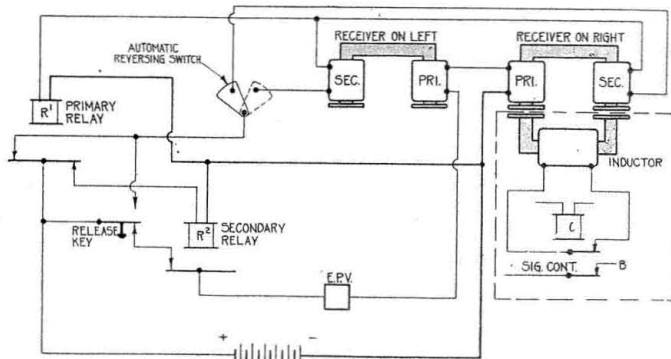 RECEIVER ON LEFT
RECEIVER ON RIGHT
AUTOMATIC
REVERSING SWITCH
SEC.
PRI.
PRI.
SEC.
R¹
PRIMARY
RELAY
INDUCTOR
C
RELEASE
KEY
R²
SECONDARY
RELAY
SIG. CONT.
B
E.P.V.
+
-